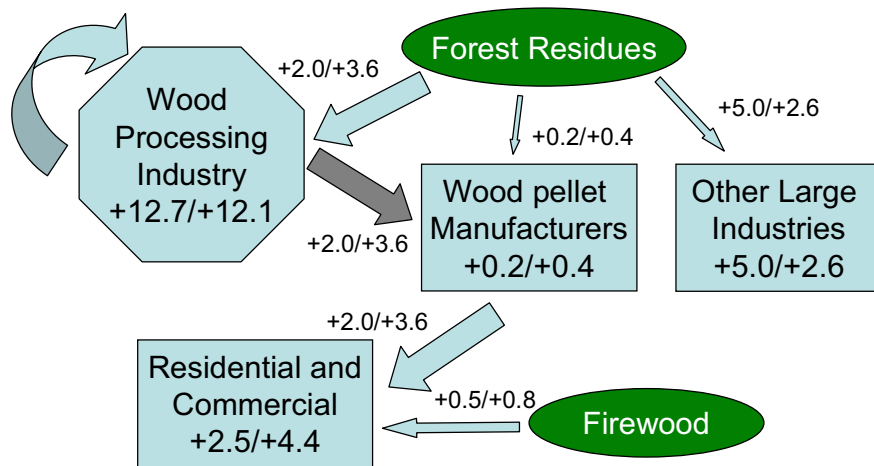 Forest Residues
+2.0/+3.6
Wood
Processing
Industry
+12.7/+12.1
+5.0/+2.6
+0.2/+0.4
Wood pellet
Manufacturers
+0.2/+0.4
Other Large
Industries
+5.0/+2.6
+2.0/+3.6
+2.0/+3.6
Residential and
Commercial
+2.5/+4.4
+0.5/+0.8
Firewood